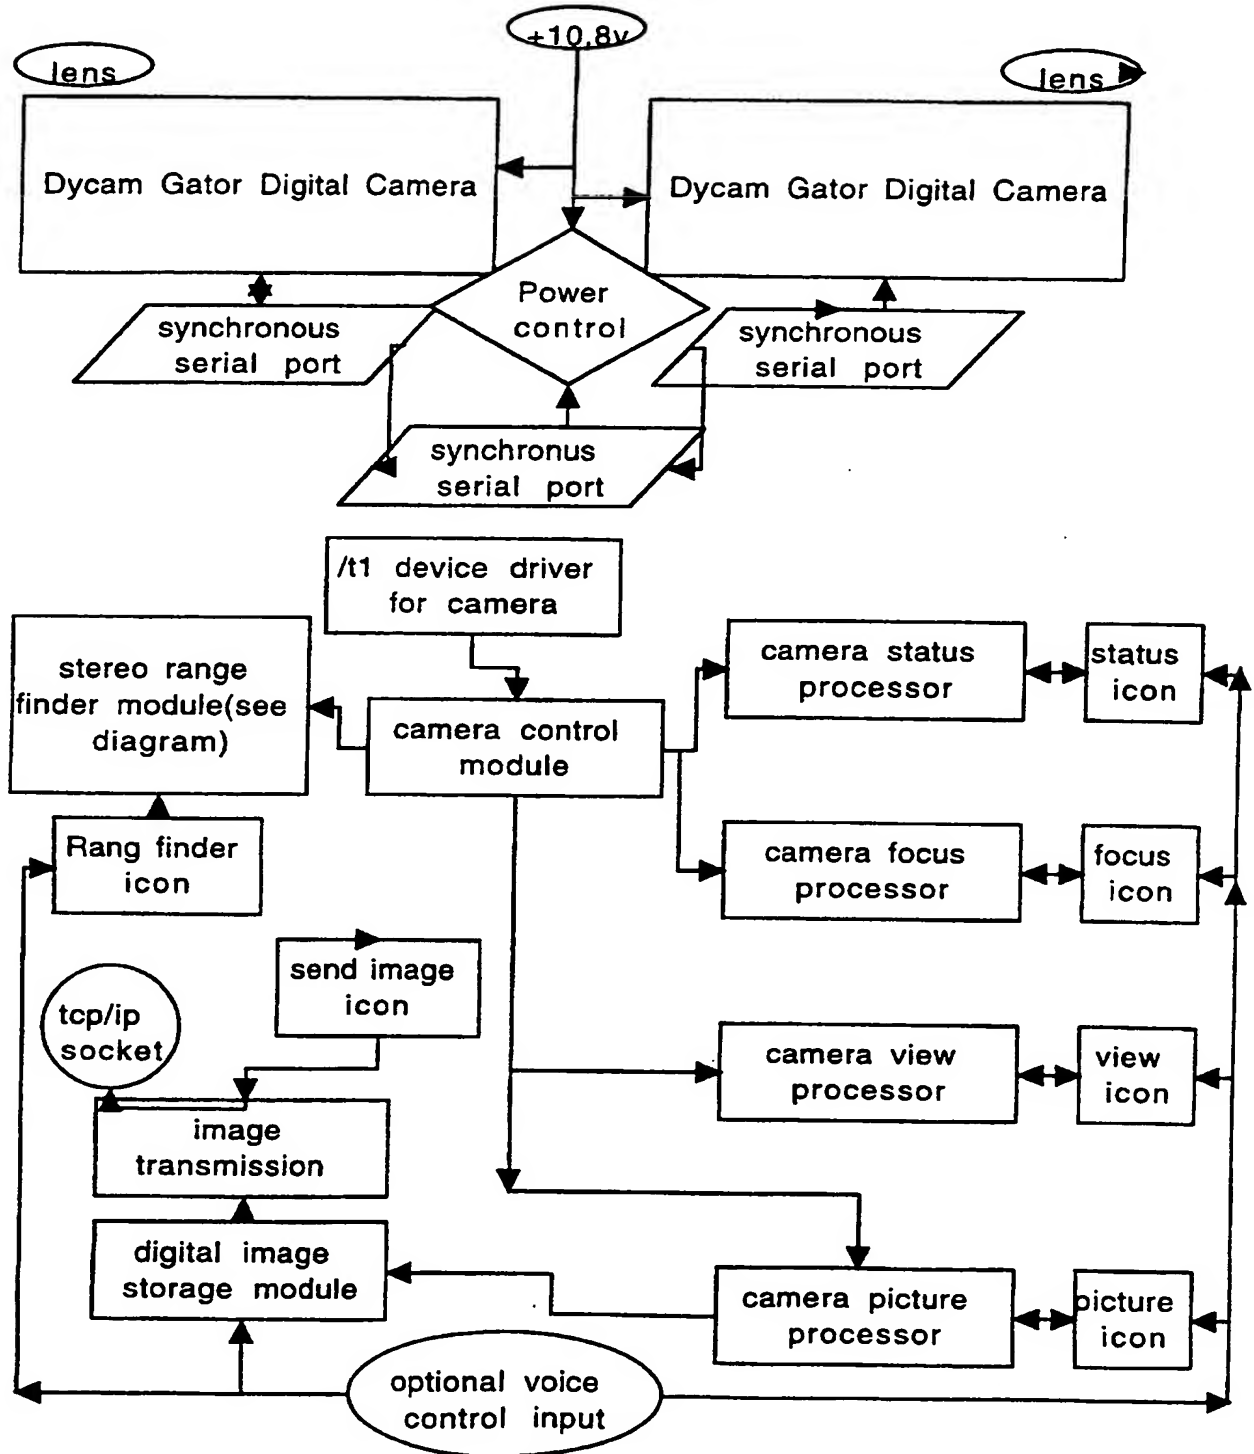 +10,8v
lens
lens
Dycam Gator Digital Camera
Dycam Gator Digital Camera
Power
control
synchronous
serial port
synchronous
serial port
synchronus
serial port
/t1 device driver
for camera
stereo range
finder module(see
diagram)
camera control
module
camera status
processor
status
icon
Rang finder
icon
camera focus
processor
focus
icon
send image
icon
tcp/ip
socket
camera view
processor
view
icon
image
transmission
digital image
storage module
camera picture
processor
picture
icon
optional voice
control input